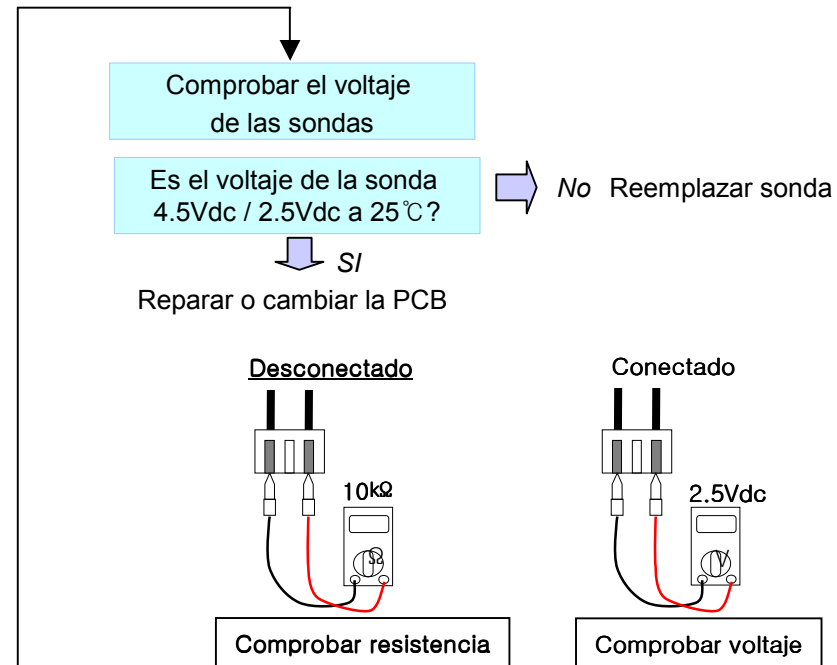 Comprobar el voltaje
de las sondas
Es el voltaje de la sonda
4.5Vdc / 2.5Vdc a 25℃?
No Reemplazar sonda
SI
Reparar o cambiar la PCB
Desconectado
Conectado
10kΩ
2.5Vdc
Ω
V
Comprobar resistencia
Comprobar voltaje